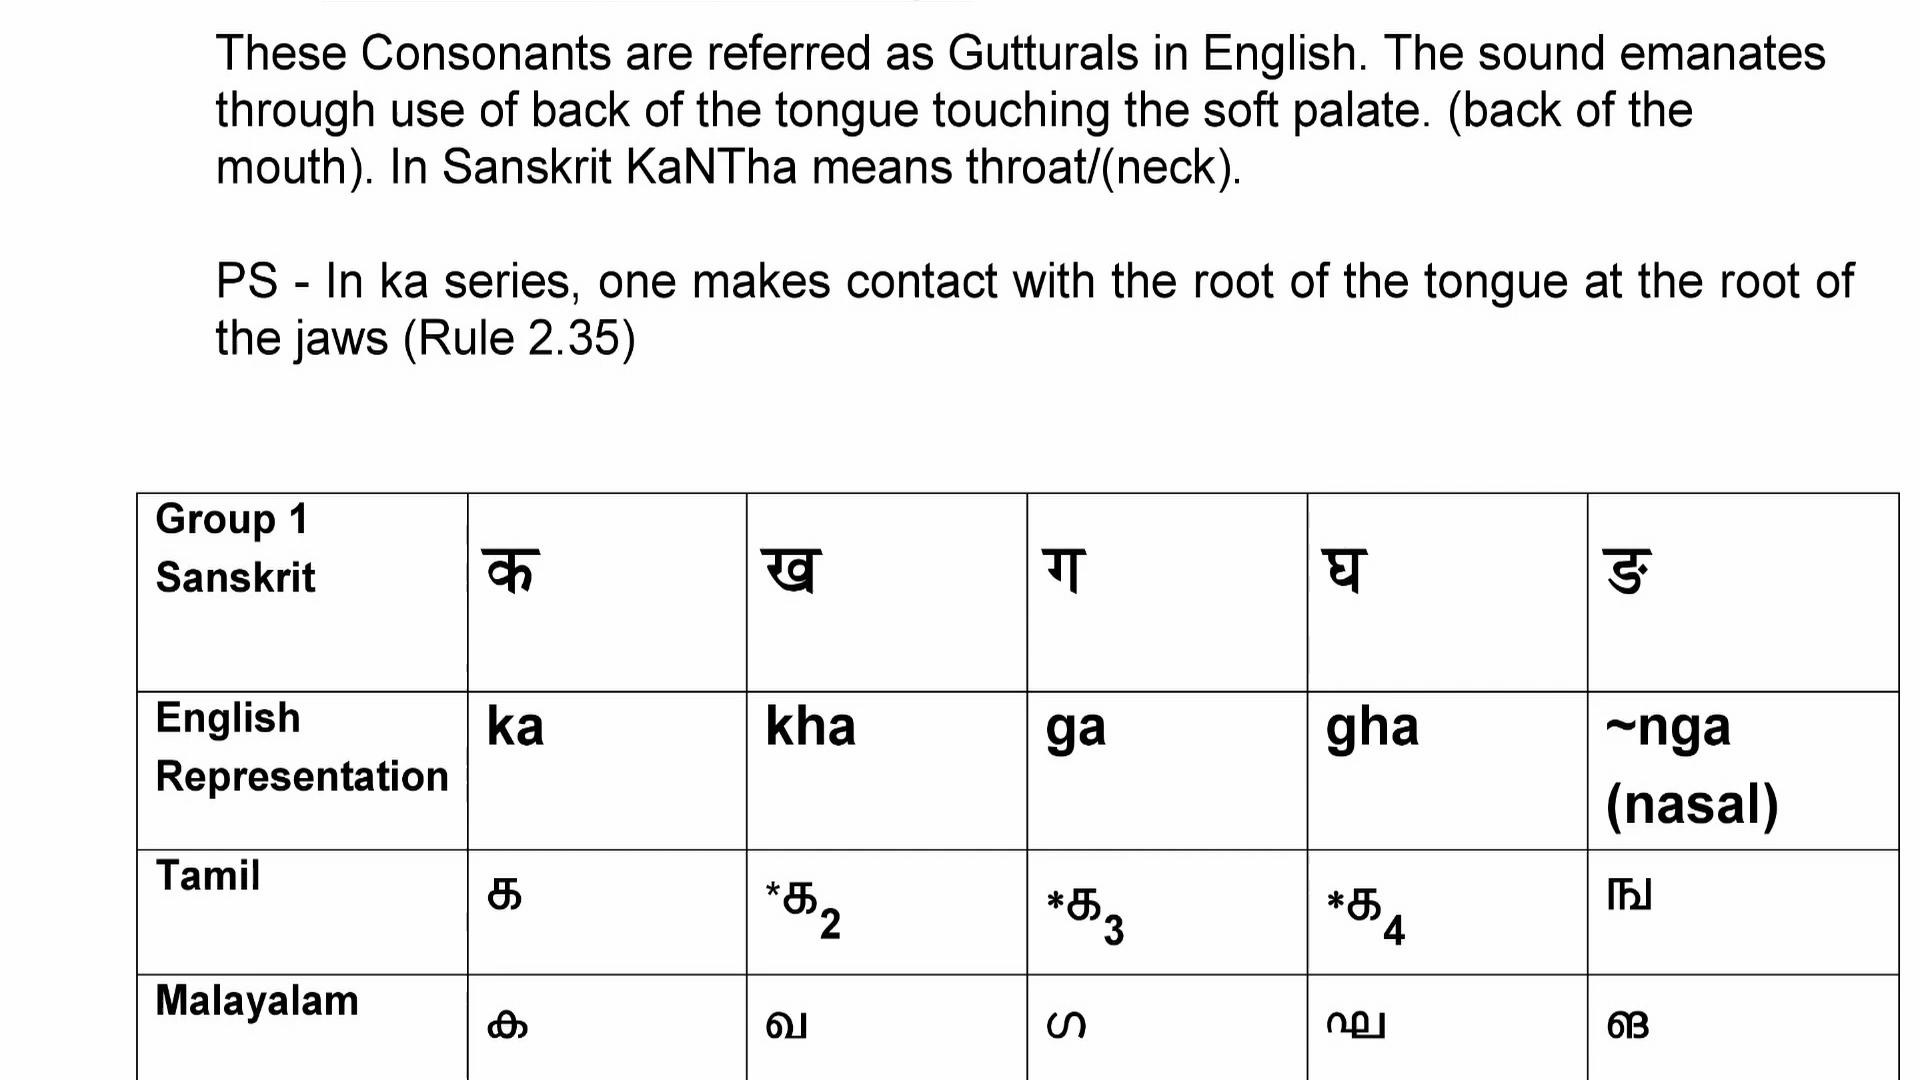 These Consonants are referred as Gutturals in English. The sound emanates
through use of back of the tongue touching the soft palate. (back of the
mouth). In Sanskrit KaNTha means throat/(neck).
PS - In ka series, one makes contact with the root of the tongue at the root of
the jaws (Rule 2.35)
Group 1
Sanskrit क ख ग घ ङ
English
Representation ka kha ga gha ~nga
(nasal)
Tamil க *க2 *க3 *க4 ங
Malayalam ക ഖ ഗ ഘ ങ